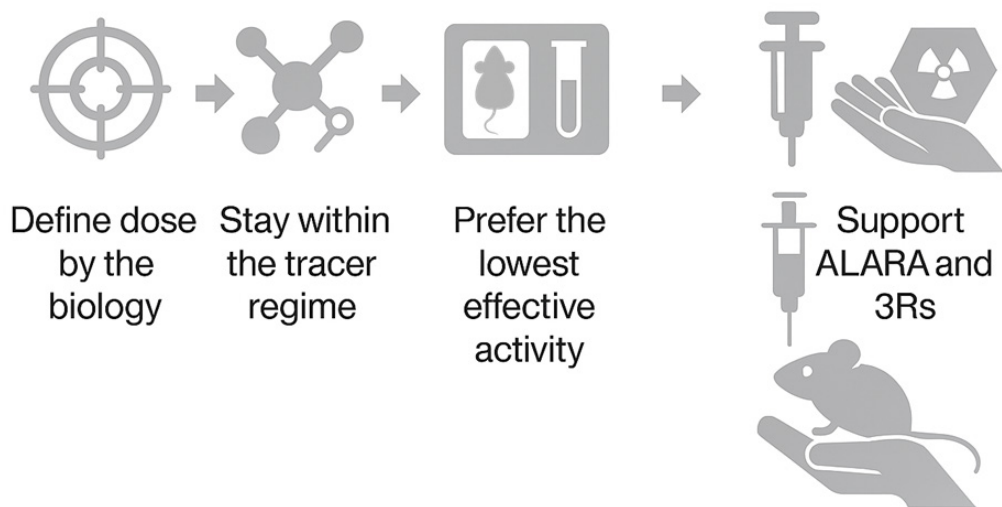 Define dose
by the
biology
Stay within
the tracer
regime
Prefer the
lowest
effective
activity
Support
ALARA and
3Rs